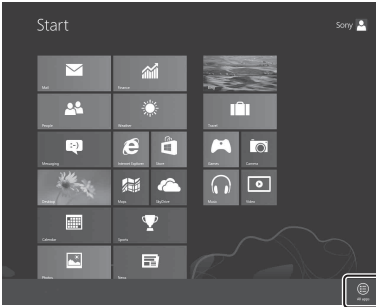 Start
Sony
Mail
Finance
Bing
People
Weather
Travel
Messaging
Internet Explorer
Store
Games
Camera
Desktop
Maps
SkyDrive
Music
Video
Calendar
Sports
Photos
News
All apps